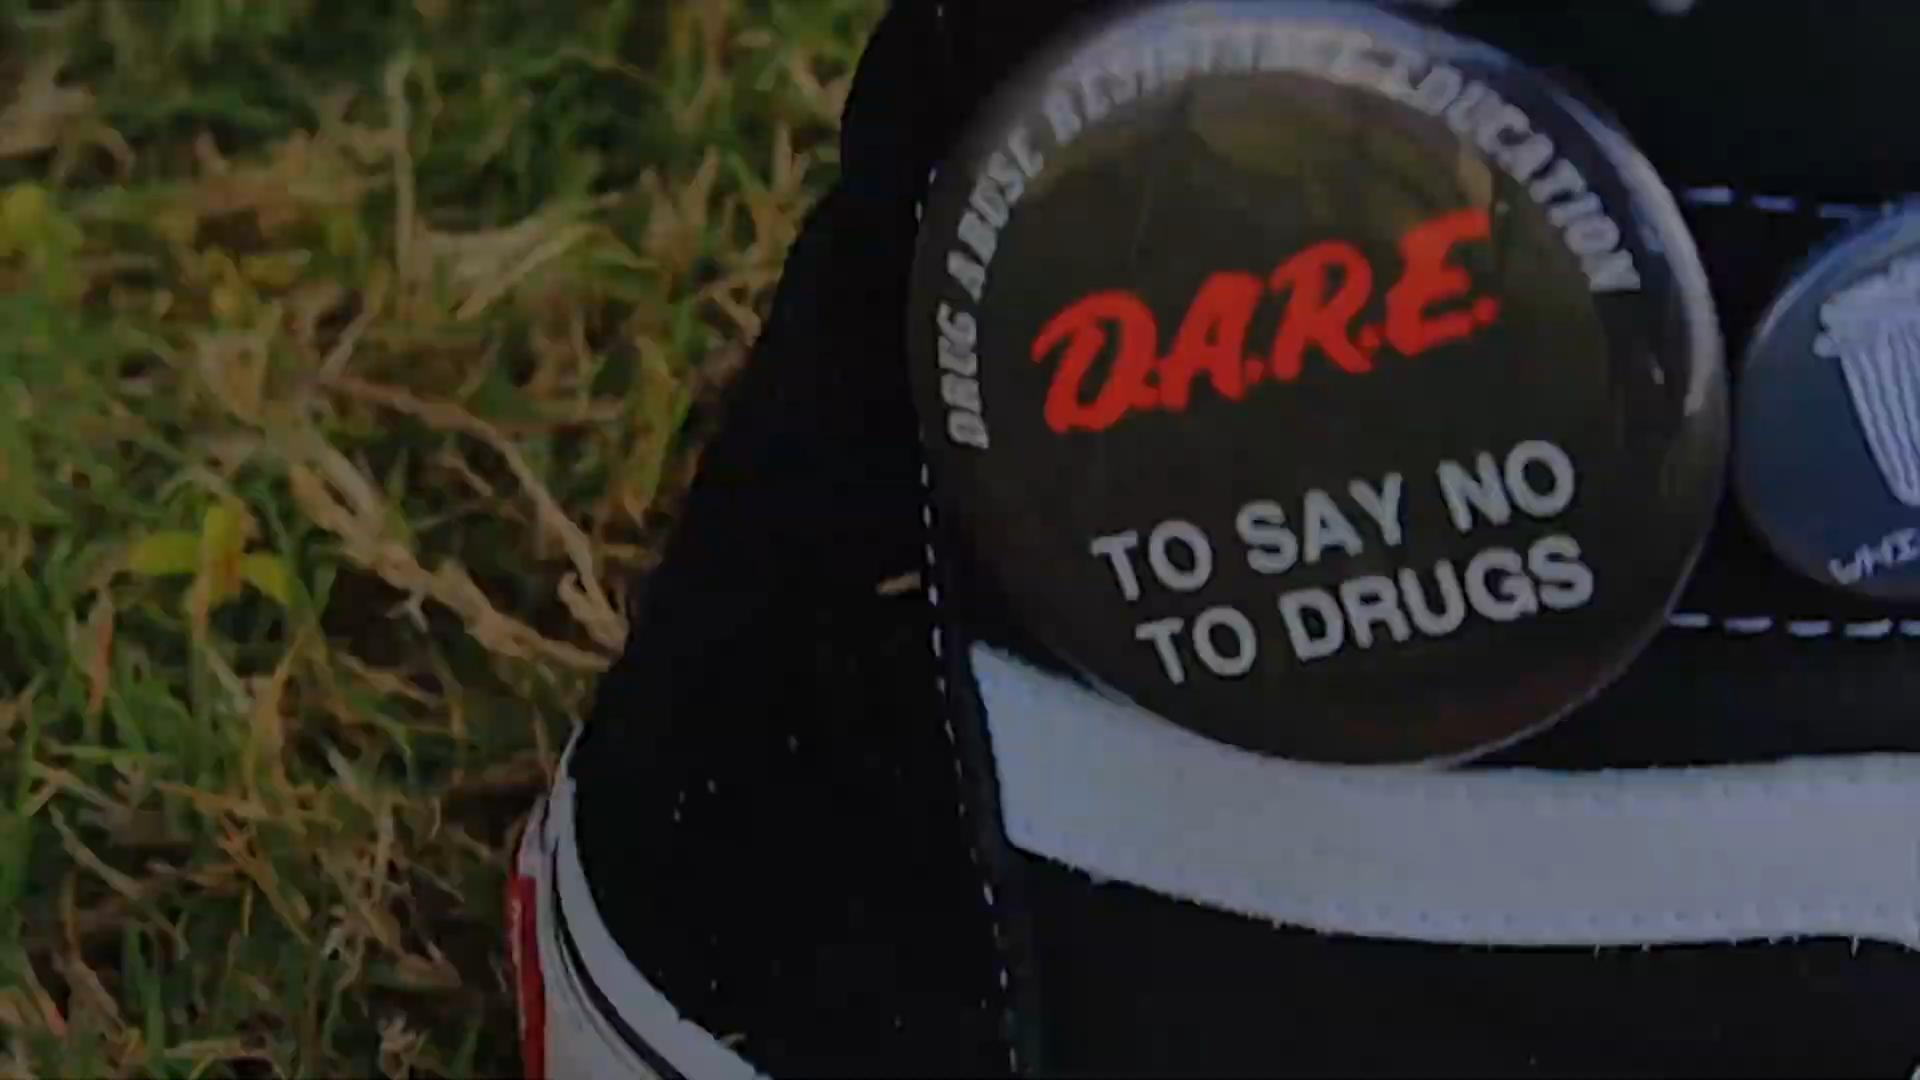 DRUG ABUSE RESISTANCE EDUCATION
D.A.R.E.
TO SAY NO
TO DRUGS